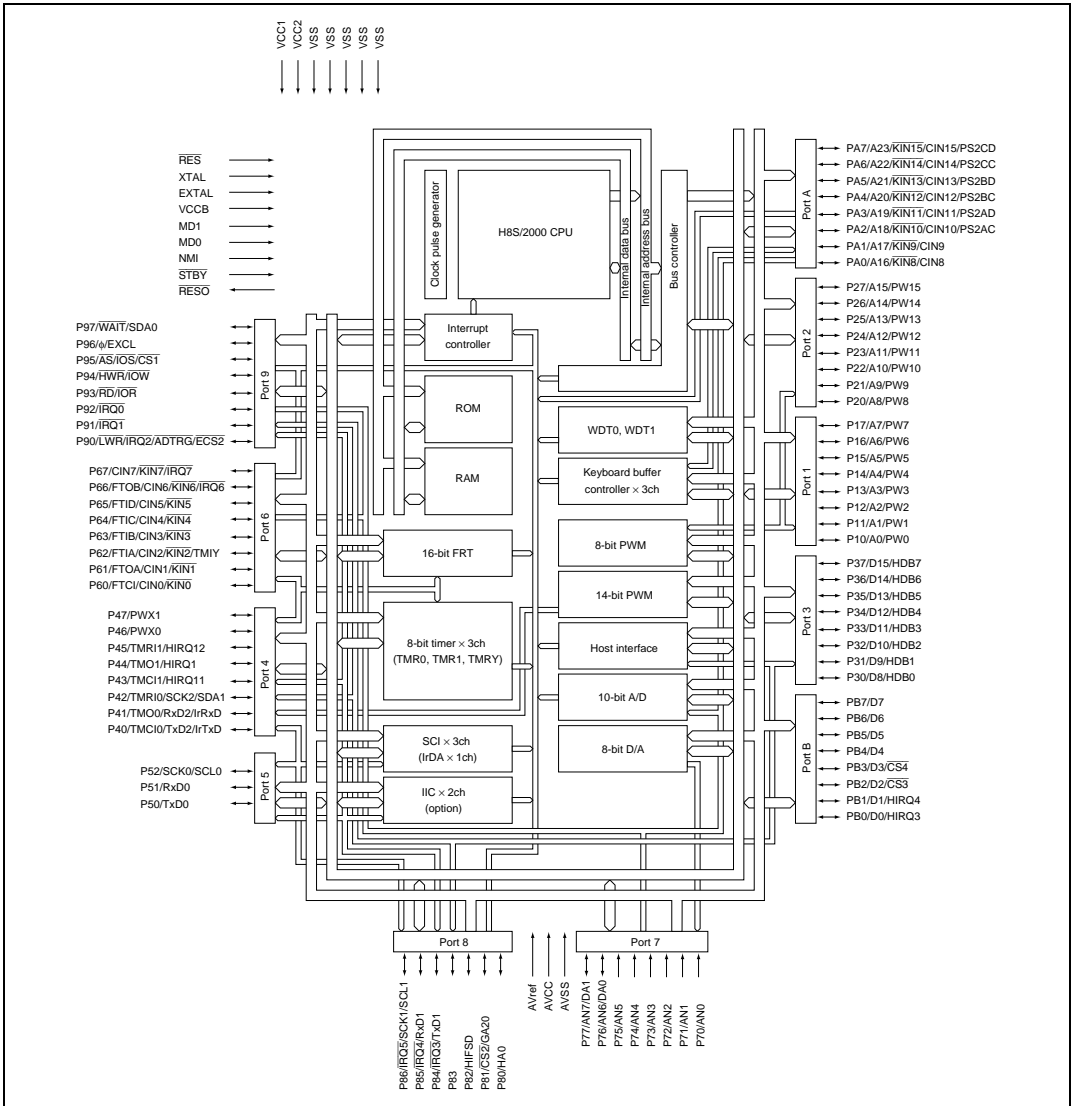 VCC1
VCC2
VSS
VSS
VSS
VSS
VSS
RES
XTAL
EXTAL
VCCB
MD1
MD0
NMI
STBY
RESO
Clock pulse generator
H8S/2000 CPU
Internal data bus
Internal address bus
Bus controller
Interrupt
controller
ROM
RAM
WDT0, WDT1
Keyboard buffer
controller × 3ch
16-bit FRT
8-bit PWM
14-bit PWM
8-bit timer × 3ch
(TMR0, TMR1, TMRY)
Host interface
10-bit A/D
SCI × 3ch
(IrDA × 1ch)
8-bit D/A
IIC × 2ch
(option)
P97/WAIT/SDA0
P96/ϕ/EXCL
P95/AS/IOS/CS1
P94/HWR/IOW
P93/RD/IOR
P92/IRQ0
P91/IRQ1
P90/LWR/IRQ2/ADTRG/ECS2
Port 9
P67/CIN7/KIN7/IRQ7
P66/FTOB/CIN6/KIN6/IRQ6
P65/FTID/CIN5/KIN5
P64/FTIC/CIN4/KIN4
P63/FTIB/CIN3/KIN3
P62/FTIA/CIN2/KIN2/TMIY
P61/FTOA/CIN1/KIN1
P60/FTCI/CIN0/KIN0
Port 6
P47/PWX1
P46/PWX0
P45/TMRI1/HIRQ12
P44/TMO1/HIRQ1
P43/TMCI1/HIRQ11
P42/TMRI0/SCK2/SDA1
P41/TMO0/RxD2/IrRxD
P40/TMCI0/TxD2/IrTxD
Port 4
P52/SCK0/SCL0
P51/RxD0
P50/TxD0
Port 5
Port A
PA7/A23/KIN15/CIN15/PS2CD
PA6/A22/KIN14/CIN14/PS2CC
PA5/A21/KIN13/CIN13/PS2BD
PA4/A20/KIN12/CIN12/PS2BC
PA3/A19/KIN11/CIN11/PS2AD
PA2/A18/KIN10/CIN10/PS2AC
PA1/A17/KIN9/CIN9
PA0/A16/KIN8/CIN8
Port 2
P27/A15/PW15
P26/A14/PW14
P25/A13/PW13
P24/A12/PW12
P23/A11/PW11
P22/A10/PW10
P21/A9/PW9
P20/A8/PW8
Port 1
P17/A7/PW7
P16/A6/PW6
P15/A5/PW5
P14/A4/PW4
P13/A3/PW3
P12/A2/PW2
P11/A1/PW1
P10/A0/PW0
Port 3
P37/D15/HDB7
P36/D14/HDB6
P35/D13/HDB5
P34/D12/HDB4
P33/D11/HDB3
P32/D10/HDB2
P31/D9/HDB1
P30/D8/HDB0
Port B
PB7/D7
PB6/D6
PB5/D5
PB4/D4
PB3/D3/CS4
PB2/D2/CS3
PB1/D1/HIRQ4
PB0/D0/HIRQ3
Port 8
P86/IRQ5/SCK1/SCL1
P85/IRQ4/RxD1
P84/IRQ3/TxD1
P83
P82/HIFSD
P81/CS2/GA20
P80/HA0
AVref
AVCC
AVSS
Port 7
P77/AN7/DA1
P76/AN6/DA0
P75/AN5
P74/AN4
P73/AN3
P72/AN2
P71/AN1
P70/AN0